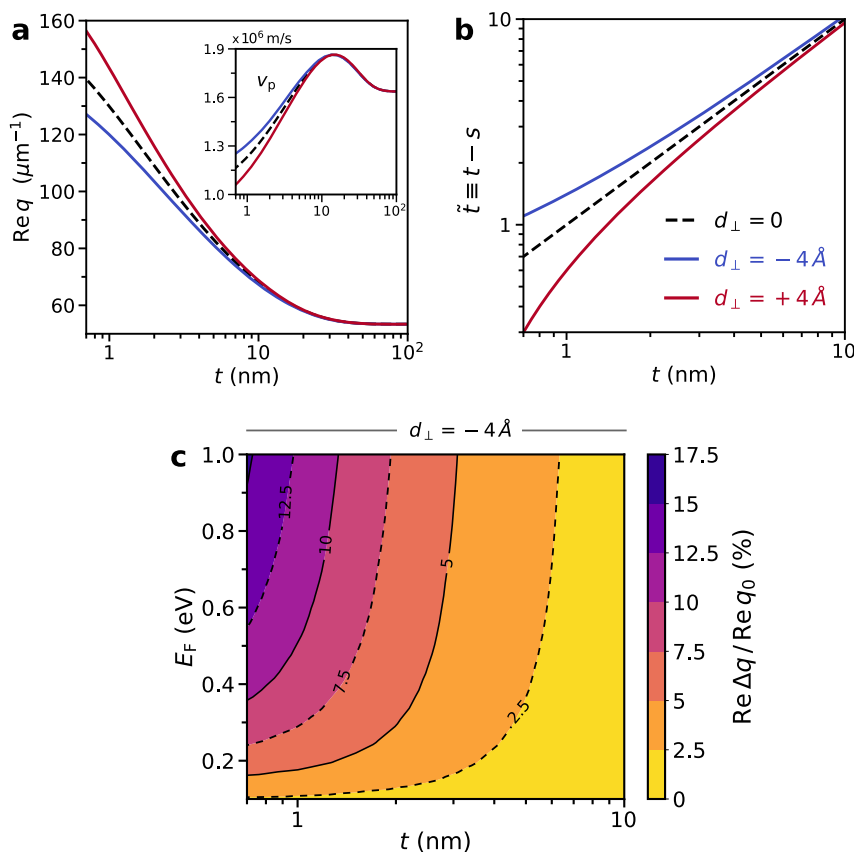 a
160
140
120
100
80
60
Re q (μm⁻¹)
1
10
10²
t (nm)
×10⁶ m/s
1.9
1.6
1.3
1.0
vₚ
1
10
10²
b
10
1
t̃ ≡ t − s
d⊥ = 0
d⊥ = − 4 Å
d⊥ = + 4 Å
1
10
t (nm)
d⊥ = − 4 Å
c
1.0
0.8
0.6
0.4
0.2
E_F (eV)
12.5
10
7.5
5
2.5
1
10
t (nm)
17.5
15
12.5
10
7.5
5
2.5
0
Re Δq / Re q₀ (%)